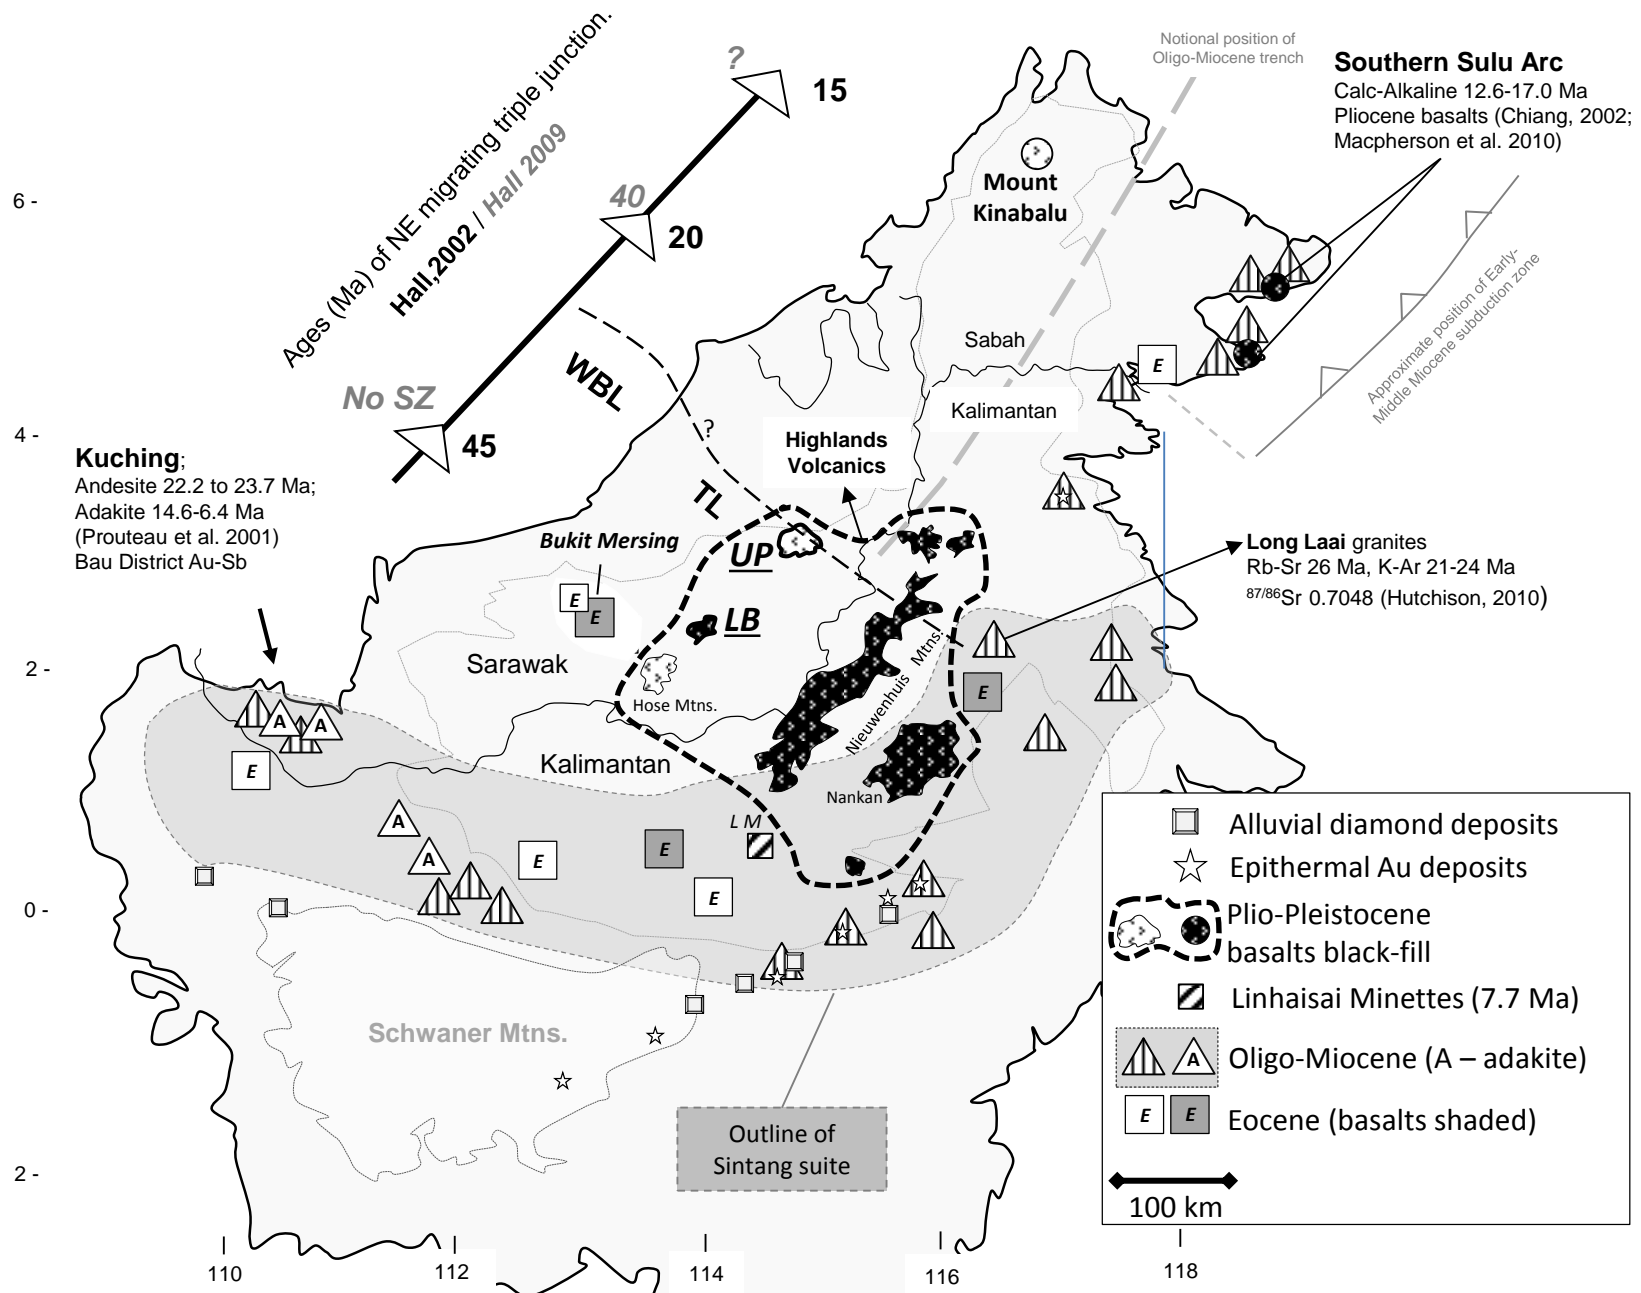 Ages (Ma) of NE migrating triple junction.
Hall,2002 / Hall 2009
?
15
40
20
No SZ
45
Notional position of
Oligo-Miocene trench
Southern Sulu Arc
Calc-Alkaline 12.6-17.0 Ma
Pliocene basalts (Chiang, 2002;
Macpherson et al. 2010)
Mount
Kinabalu
6 -
Sabah
E
Kalimantan
Approximate position of Early-
Middle Miocene subduction zone
WBL
?
TL
4 -
Kuching;
Andesite 22.2 to 23.7 Ma;
Adakite 14.6-6.4 Ma
(Prouteau et al. 2001)
Bau District Au-Sb
Highlands
Volcanics
Bukit Mersing
E
E
UP
LB
Long Laai granites
Rb-Sr 26 Ma, K-Ar 21-24 Ma
87/86Sr 0.7048 (Hutchison, 2010)
2 -
Sarawak
Hose Mtns.
Nieuwenhuis Mtns.
E
A
A
E
Kalimantan
Nankan
L M
A
A
E
E
E
0 -
Schwaner Mtns.
Outline of
Sintang suite
2 -
110
112
114
116
118
Alluvial diamond deposits
Epithermal Au deposits
Plio-Pleistocene
basalts black-fill
Linhaisai Minettes (7.7 Ma)
A
Oligo-Miocene (A – adakite)
E
E
Eocene (basalts shaded)
100 km